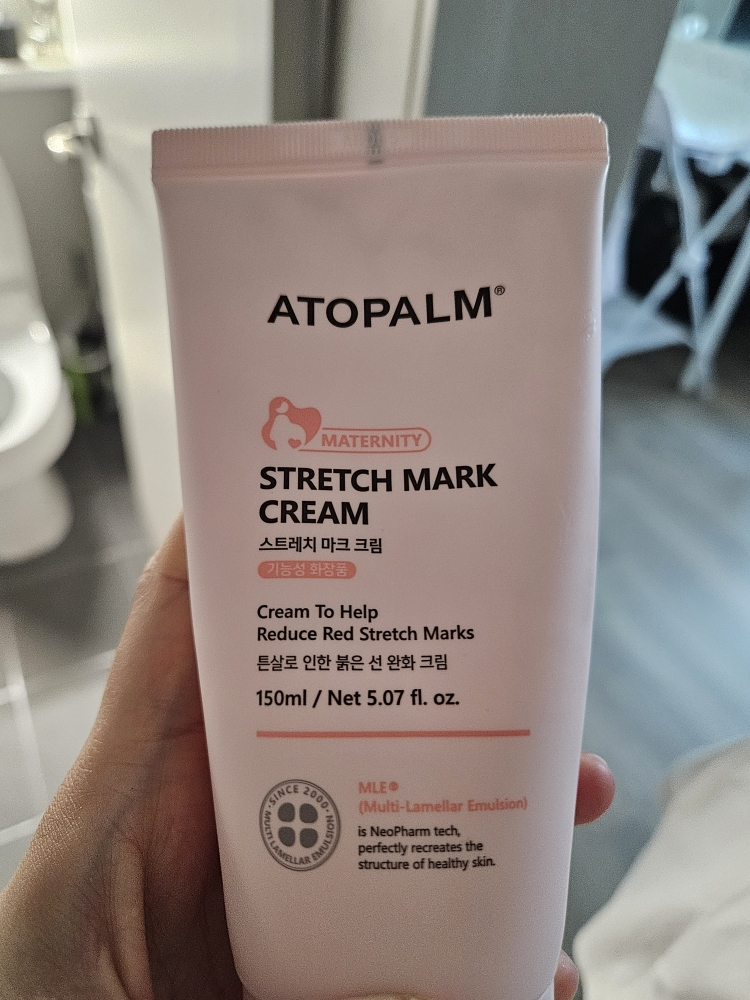 ATOPALM®
MATERNITY
STRETCH MARK
CREAM
스트레치 마크 크림
기능성 화장품
Cream To Help
Reduce Red Stretch Marks
튼살로 인한 붉은 선 완화 크림
150ml / Net 5.07 fl. oz.
·SINCE 2000·
MULTI LAMELLAR EMULSION
MLE®
(Multi-Lamellar Emulsion)
is NeoPharm tech,
perfectly recreates the
structure of healthy skin.